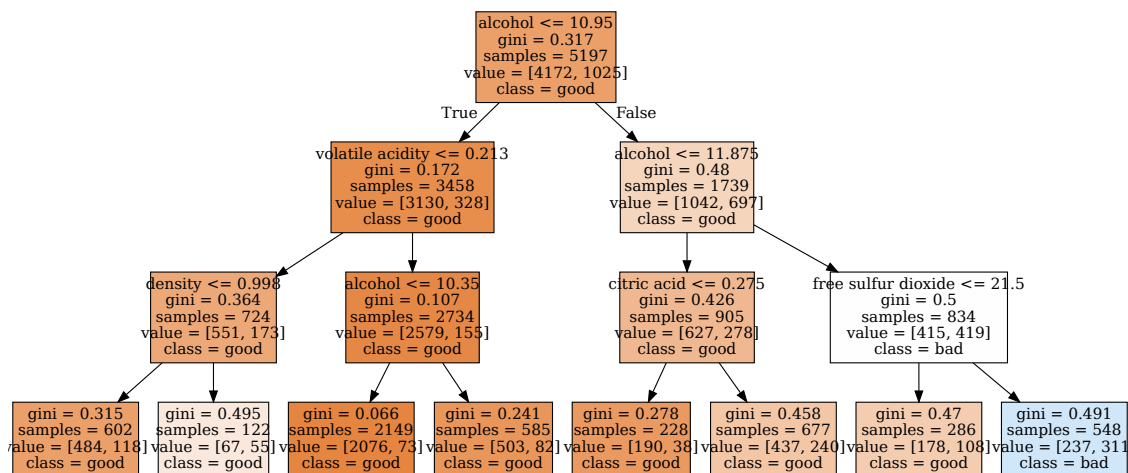 alcohol <= 10.95
gini = 0.317
samples = 5197
value = [4172, 1025]
class = good
True
False
volatile acidity <= 0.213
gini = 0.172
samples = 3458
value = [3130, 328]
class = good
alcohol <= 11.875
gini = 0.48
samples = 1739
value = [1042, 697]
class = good
density <= 0.998
gini = 0.364
samples = 724
value = [551, 173]
class = good
alcohol <= 10.35
gini = 0.107
samples = 2734
value = [2579, 155]
class = good
citric acid <= 0.275
gini = 0.426
samples = 905
value = [627, 278]
class = good
free sulfur dioxide <= 21.5
gini = 0.5
samples = 834
value = [415, 419]
class = bad
gini = 0.315
samples = 602
value = [484, 118]
class = good
gini = 0.495
samples = 122
value = [67, 55]
class = good
gini = 0.066
samples = 2149
value = [2076, 73]
class = good
gini = 0.241
samples = 585
value = [503, 82]
class = good
gini = 0.278
samples = 228
value = [190, 38]
class = good
gini = 0.458
samples = 677
value = [437, 240]
class = good
gini = 0.47
samples = 286
value = [178, 108]
class = good
gini = 0.491
samples = 548
value = [237, 311]
class = bad